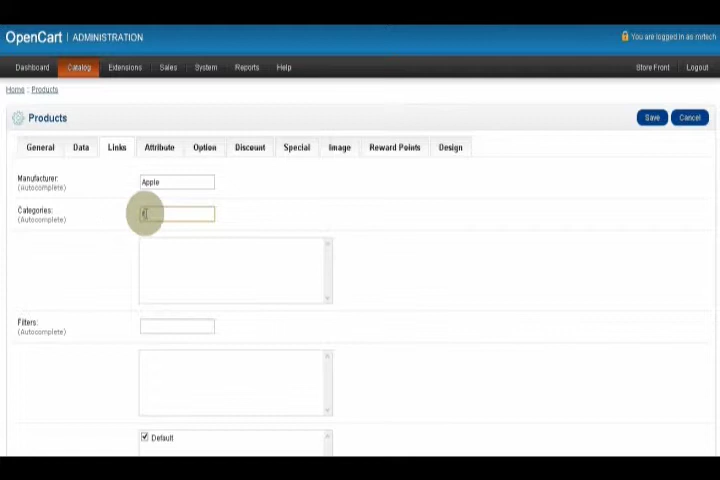 OpenCart | ADMINISTRATION
You are logged in as mrtech
Dashboard Catalog Extensions Sales System Reports Help Store Front Logout
Home :: Products
Products Save Cancel
General Data Links Attribute Option Discount Special Image Reward Points Design
Manufacturer: Apple
(Autocomplete)
Categories:
(Autocomplete)
Filters:
(Autocomplete)
Default